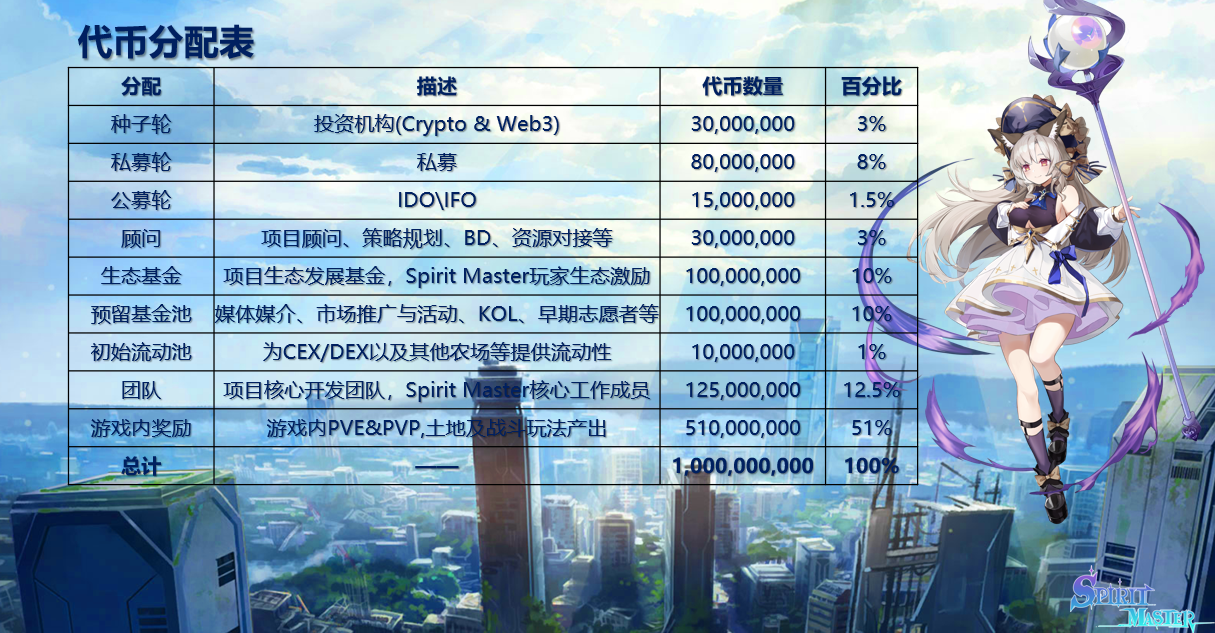 代币分配表
分配 描述 代币数量 百分比
种子轮 投资机构(Crypto & Web3) 30,000,000 3%
私募轮 私募 80,000,000 8%
公募轮 IDO\IFO 15,000,000 1.5%
顾问 项目顾问、策略规划、BD、资源对接等 30,000,000 3%
生态基金 项目生态发展基金，Spirit Master玩家生态激励 100,000,000 10%
预留基金池 媒体媒介、市场推广与活动、KOL、早期志愿者等 100,000,000 10%
初始流动池 为CEX/DEX以及其他农场等提供流动性 10,000,000 1%
团队 项目核心开发团队，Spirit Master核心工作成员 125,000,000 12.5%
游戏内奖励 游戏内PVE&PVP,土地及战斗玩法产出 510,000,000 51%
总计 —— 1,000,000,000 100%
SPIRIT
MASTER